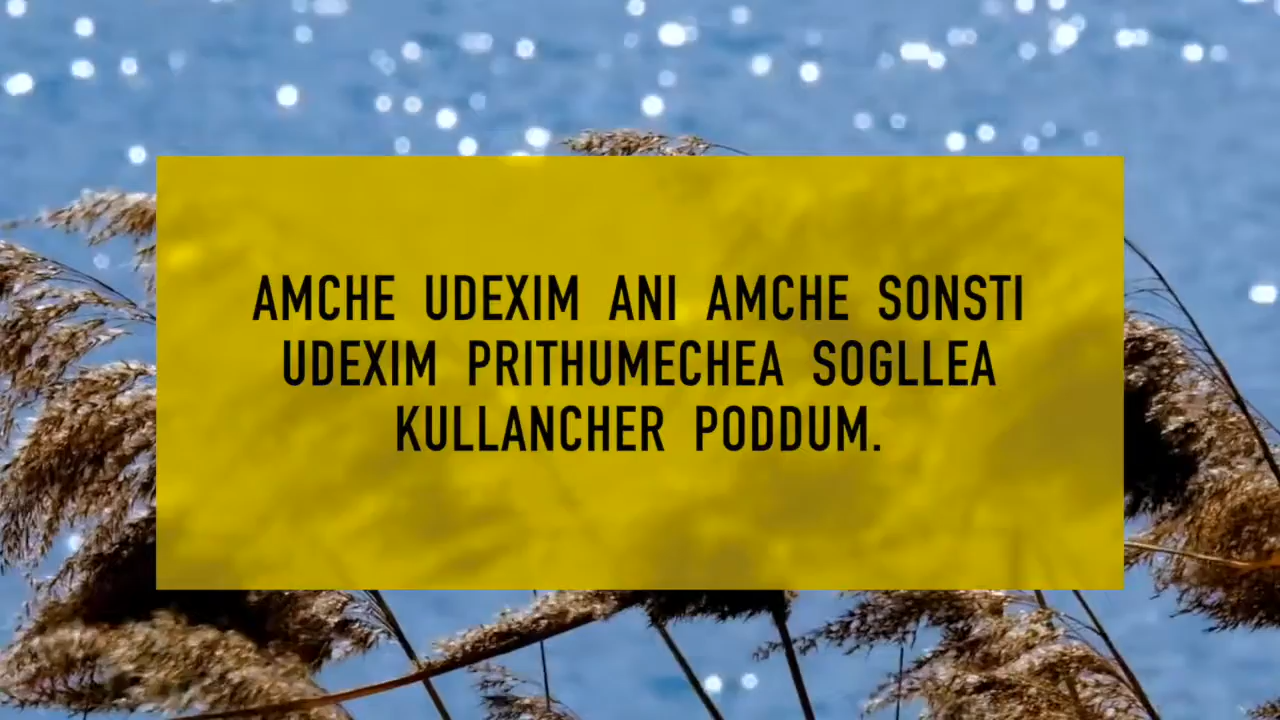 AMCHE UDEXIM ANI AMCHE SONSTI
UDEXIM PRITHUMECHEA SOGLLEA
KULLANCHER PODDUM.